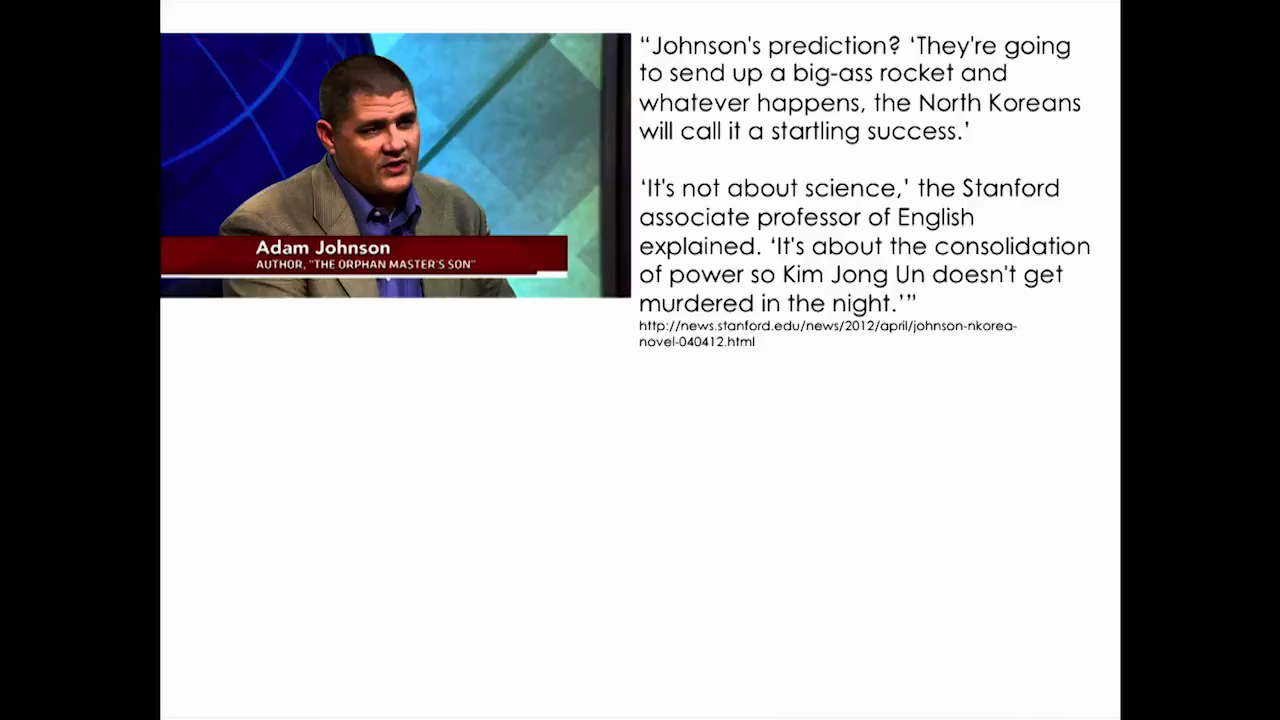 Adam Johnson
AUTHOR, "THE ORPHAN MASTER'S SON"
“Johnson's prediction? ‘They're going
to send up a big-ass rocket and
whatever happens, the North Koreans
will call it a startling success.’
‘It's not about science,’ the Stanford
associate professor of English
explained. ‘It's about the consolidation
of power so Kim Jong Un doesn't get
murdered in the night.’”
http://news.stanford.edu/news/2012/april/johnson-nkorea-
novel-040412.html